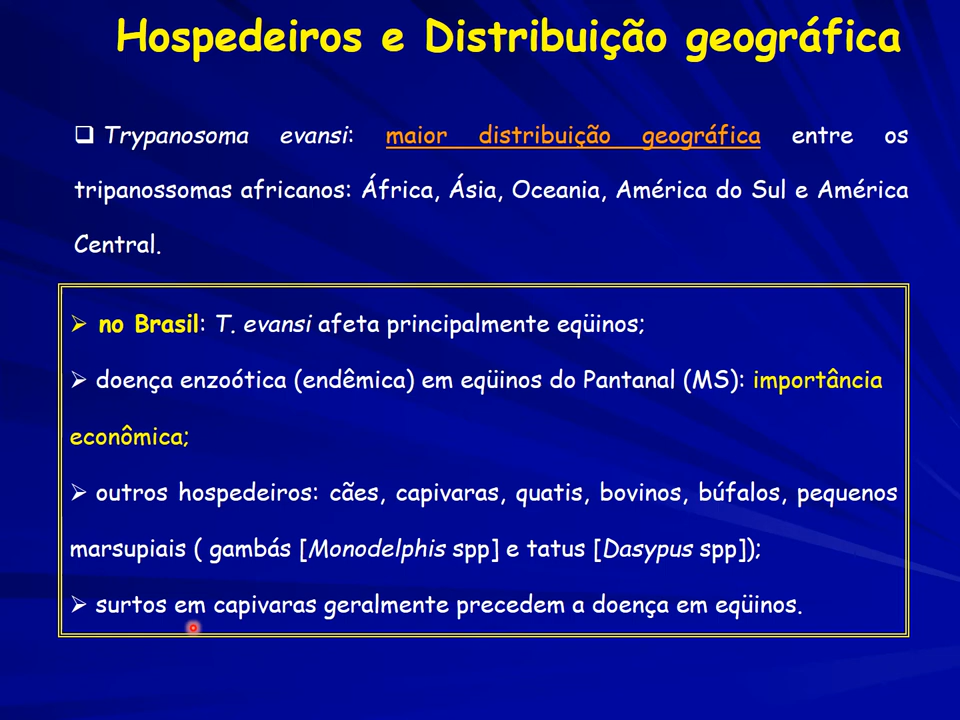 Hospedeiros e Distribuição geográfica
Trypanosoma evansi: maior distribuição geográfica entre os
tripanossomas africanos: África, Ásia, Oceania, América do Sul e América
Central.
no Brasil: T. evansi afeta principalmente eqüinos;
doença enzoótica (endêmica) em eqüinos do Pantanal (MS): importância
econômica;
outros hospedeiros: cães, capivaras, quatis, bovinos, búfalos, pequenos
marsupiais ( gambás [Monodelphis spp] e tatus [Dasypus spp]);
surtos em capivaras geralmente precedem a doença em eqüinos.